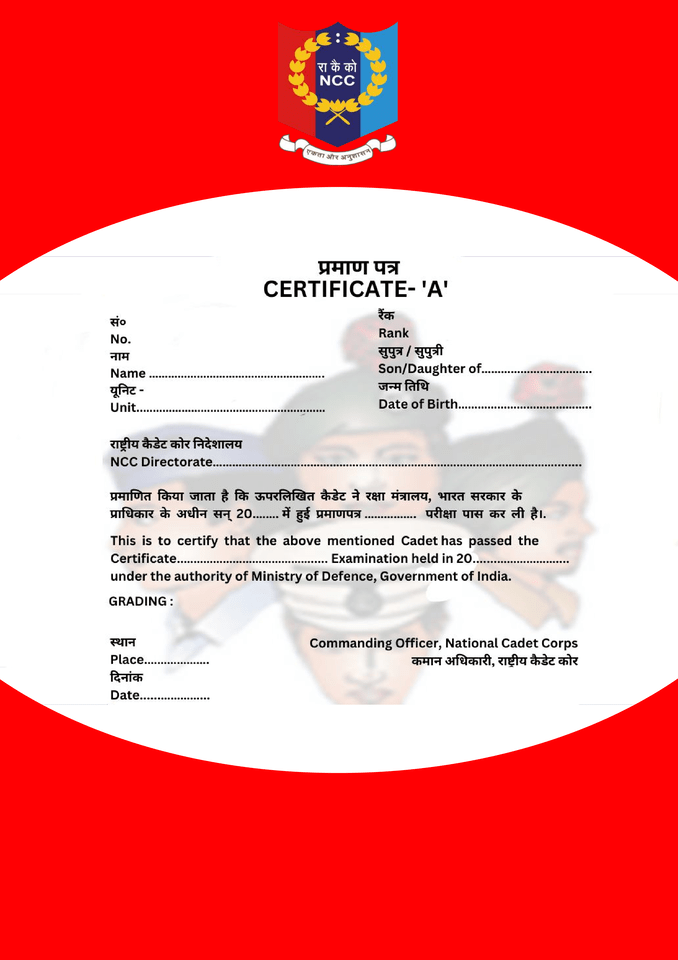 रा कै को
NCC
एकता और अनुशासन
प्रमाण पत्र
CERTIFICATE- 'A'
सं०
No.
नाम
Name ......................................................
यूनिट -
Unit..........................................................
रैंक
Rank
सुपुत्र / सुपुत्री
Son/Daughter of..................................
जन्म तिथि
Date of Birth.........................................
राष्ट्रीय कैडेट कोर निदेशालय
NCC Directorate..................................................................................................................
प्रमाणित किया जाता है कि ऊपरलिखित कैडेट ने रक्षा मंत्रालय, भारत सरकार के
प्राधिकार के अधीन सन् 20........ में हुई प्रमाणपत्र ................ परीक्षा पास कर ली है।.
This is to certify that the above mentioned Cadet has passed the
Certificate............................................... Examination held in 20..............................
under the authority of Ministry of Defence, Government of India.
GRADING :
स्थान
Place....................
दिनांक
Date......................
Commanding Officer, National Cadet Corps
कमान अधिकारी, राष्ट्रीय कैडेट कोर